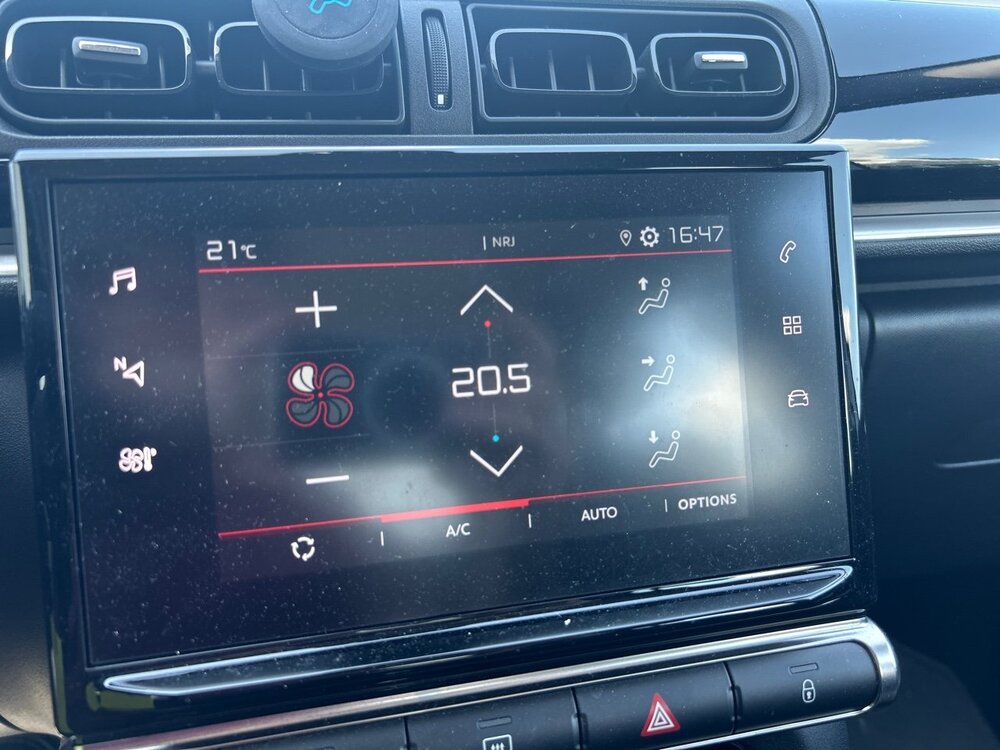 21°C | NRJ 16:47
N
20.5
A/C | AUTO | OPTIONS